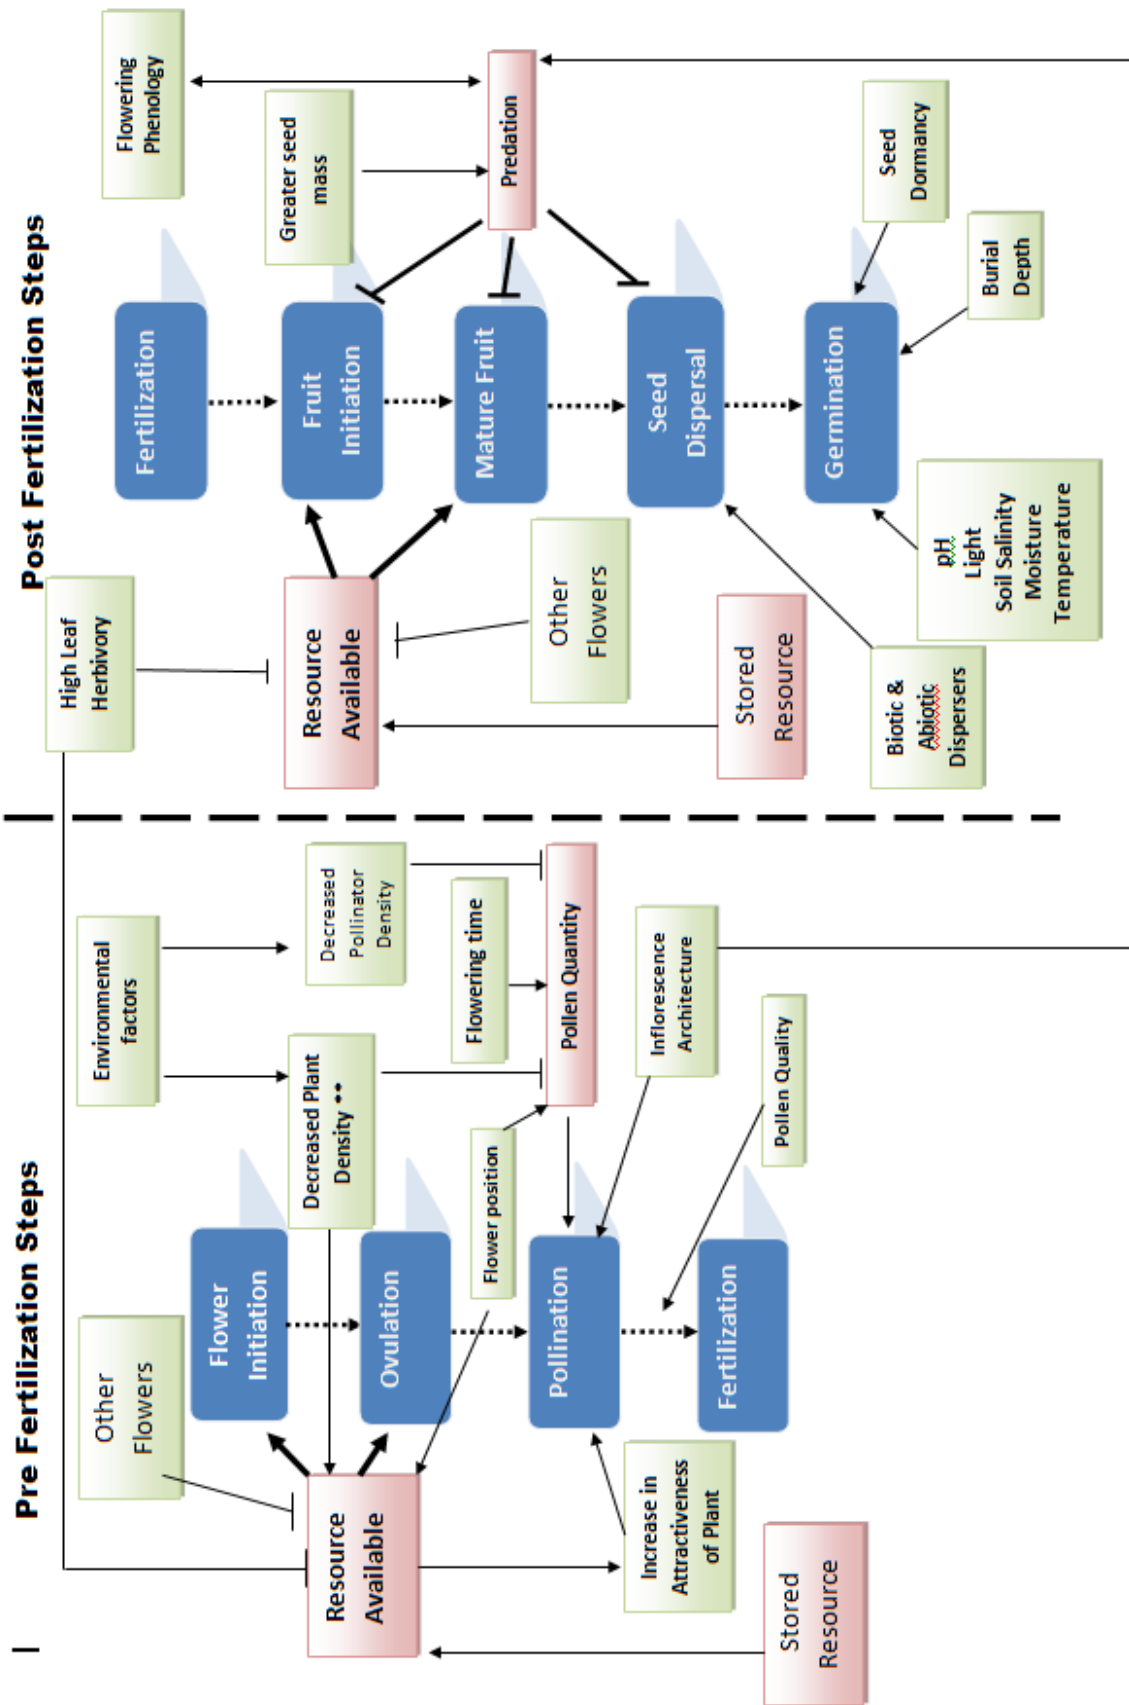 Pre Fertilization Steps
Post Fertilization Steps
Other
Flowers
Environmental
factors
High Leaf
Herbivory
Flowering
Phenology
Flower
Initiation
Decreased Plant
Density **
Decreased
Pollinator
Density
Resource
Available
Ovulation
Flowering time
Flower position
Pollen Quantity
Pollination
Increase in
Attractiveness
of Plant
Inflorescence
Architecture
Pollen Quality
Fertilization
Stored
Resource
Fertilization
Greater seed
mass
Resource
Available
Fruit
Initiation
Predation
Mature Fruit
Other
Flowers
Stored
Resource
Seed
Dispersal
Biotic &
Abiotic
Dispersers
Germination
Seed
Dormancy
Burial
Depth
pH
Light
Soil Salinity
Moisture
Temperature